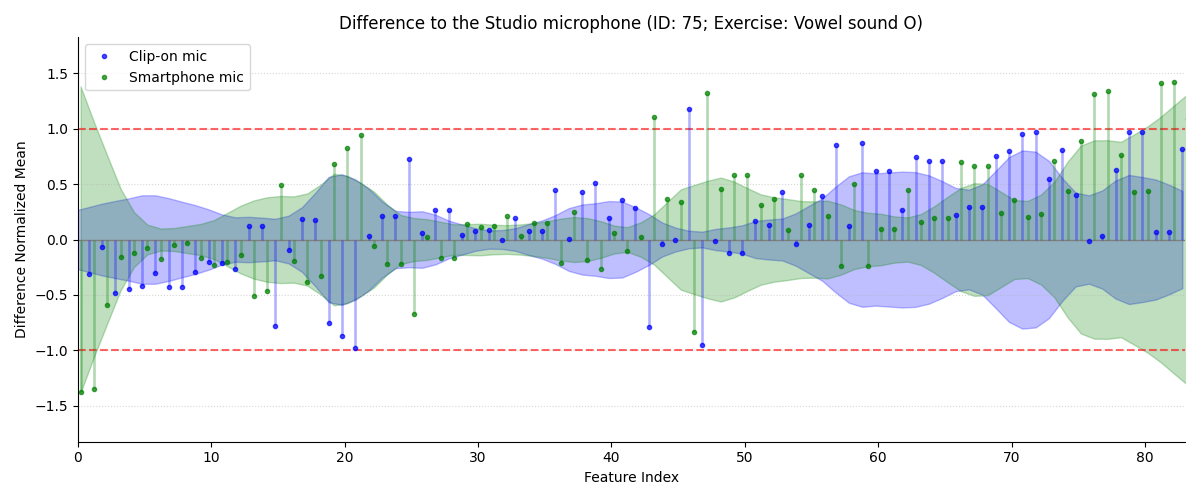 Difference to the Studio microphone (ID: 75; Exercise: Vowel sound O)
Clip-on mic
Smartphone mic
Difference Normalized Mean
1.5
1.0
0.5
0.0
−0.5
−1.0
−1.5
0 10 20 30 40 50 60 70 80
Feature Index